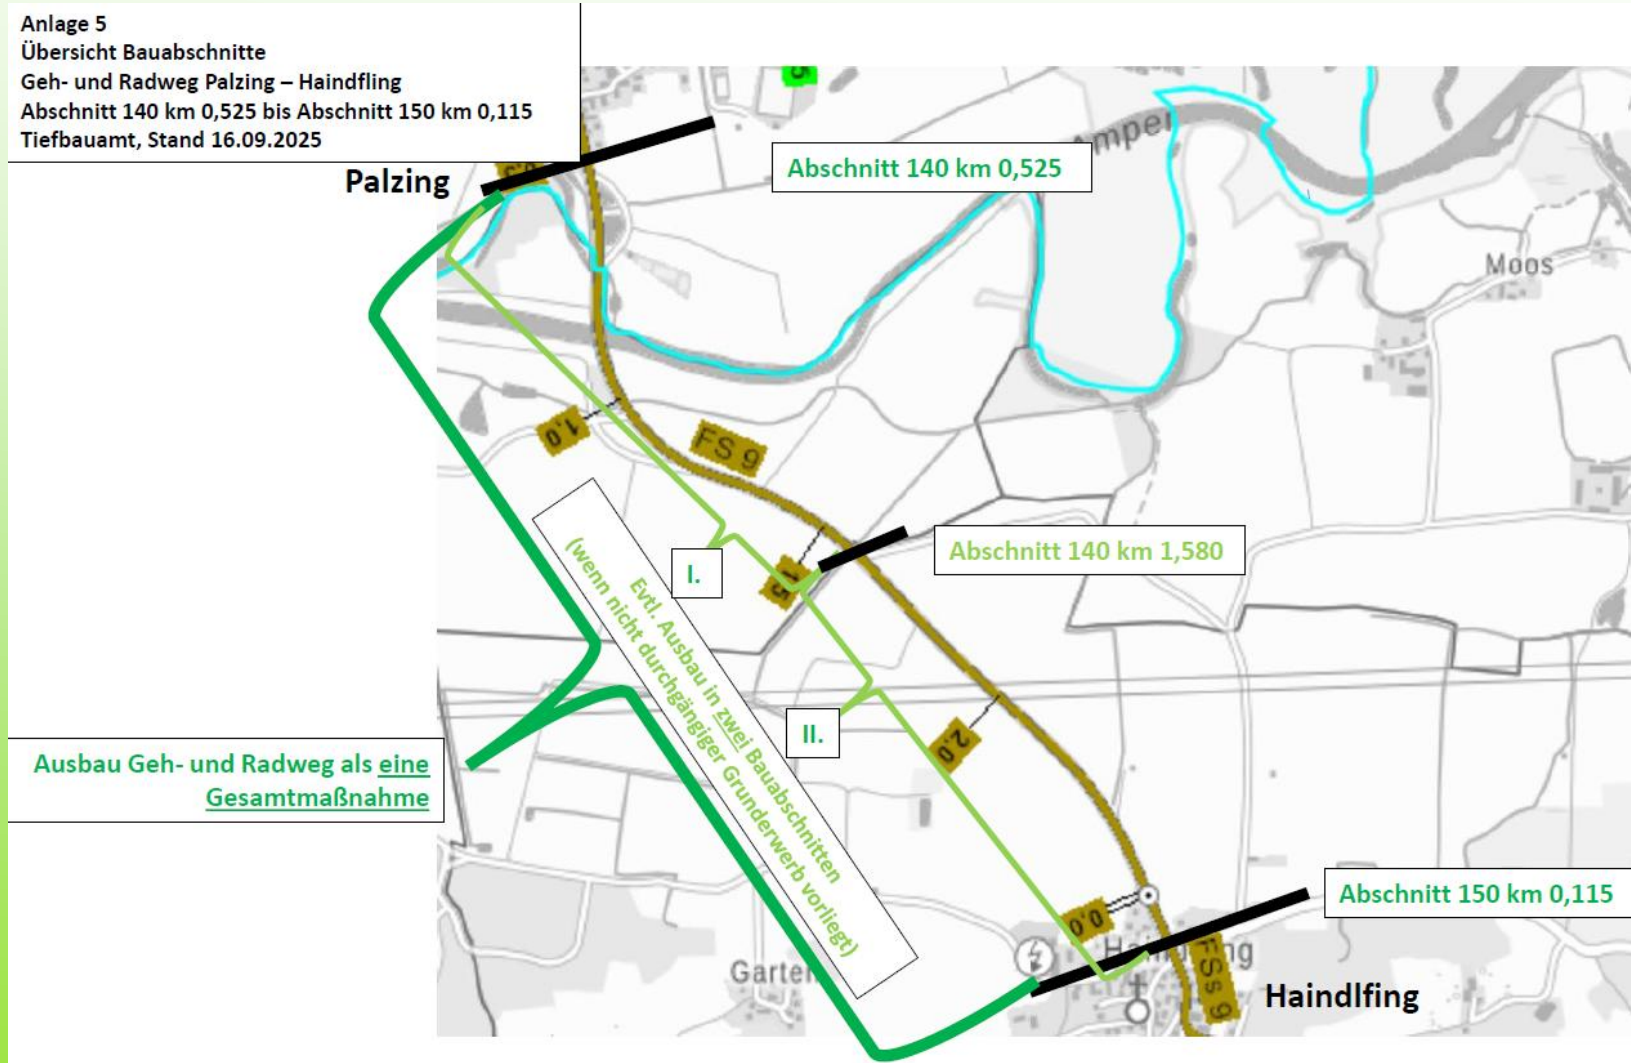 Anlage 5
Übersicht Bauabschnitte
Geh- und Radweg Palzing – Haindfling
Abschnitt 140 km 0,525 bis Abschnitt 150 km 0,115
Tiefbauamt, Stand 16.09.2025
Palzing
Abschnitt 140 km 0,525
Amper
Moos
1,0
FS 9
Abschnitt 140 km 1,580
I.
1,5
Evtl. Ausbau in zwei Bauabschnitten
(wenn nicht durchgängiger Grunderwerb vorliegt)
II.
2,0
Ausbau Geh- und Radweg als eine
Gesamtmaßnahme
Abschnitt 150 km 0,115
0,0
FSs 9
Haindlfing